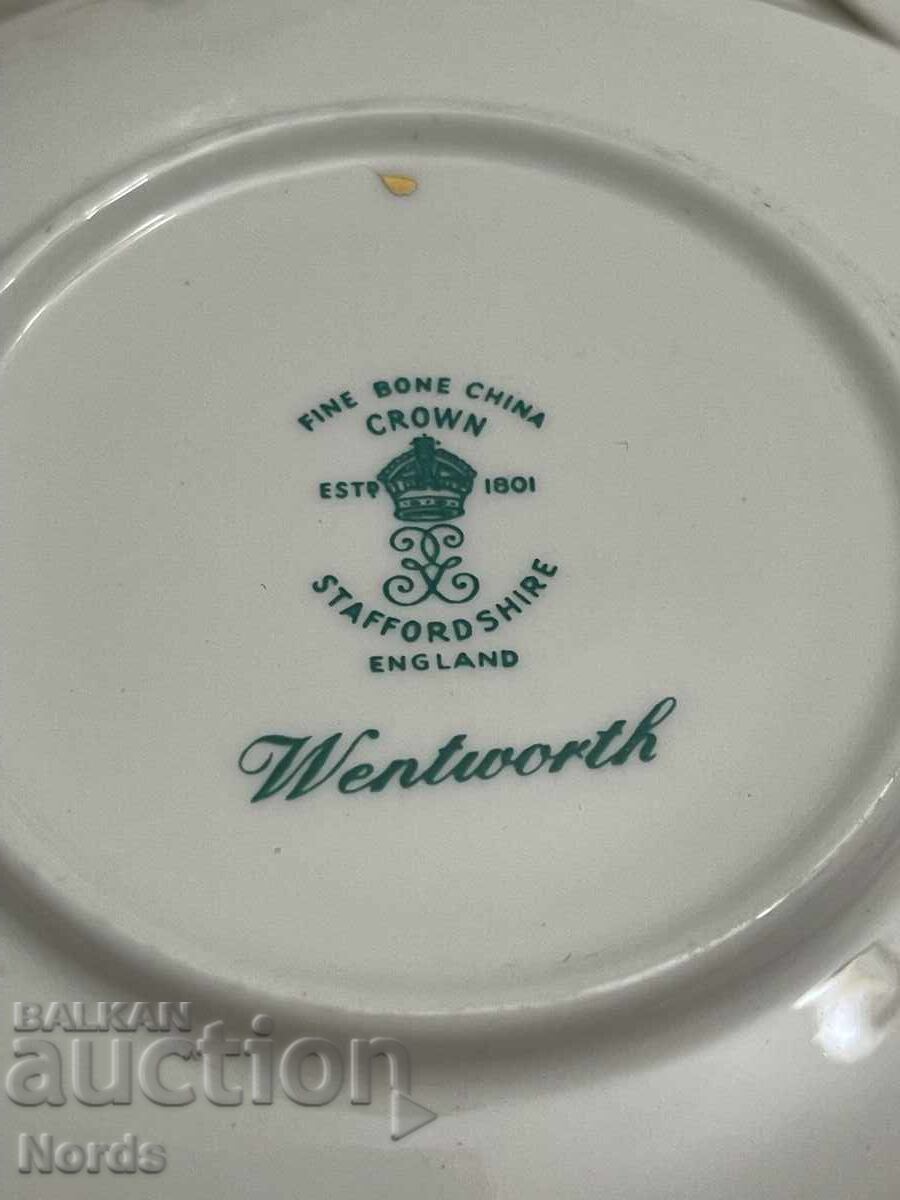 FINE BONE CHINA
CROWN
ESTD 1801
STAFFORDSHIRE
ENGLAND
Wentworth
BALKAN
auction
Nords